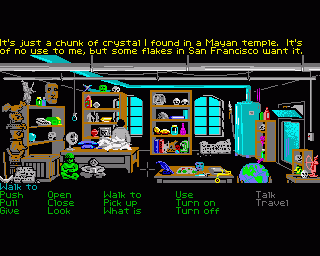 It's just a chunk of crystal I found in a Mayan temple. It's
of no use to me, but some flakes in San Francisco want it.
Walk to
Push Open Walk to Use Talk
Pull Close Pick up Turn on Travel
Give Look What is Turn off